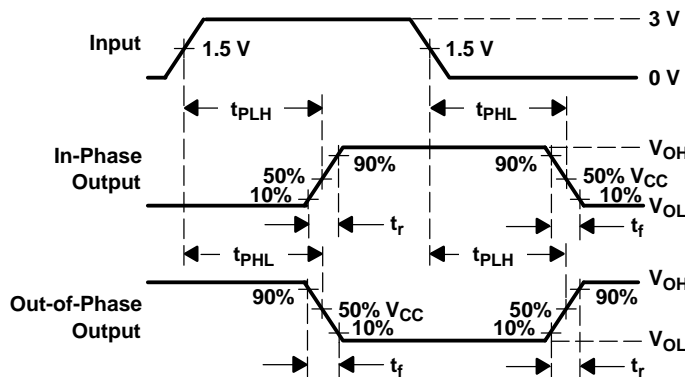 3 V
Input
1.5 V
1.5 V
0 V
tPLH
tPHL
In-Phase
Output
VOH
90%
90%
50%
50% VCC
10%
10%
VOL
tr
tf
tPHL
tPLH
Out-of-Phase
Output
VOH
90%
90%
50% VCC
50%
10%
10%
VOL
tf
tr